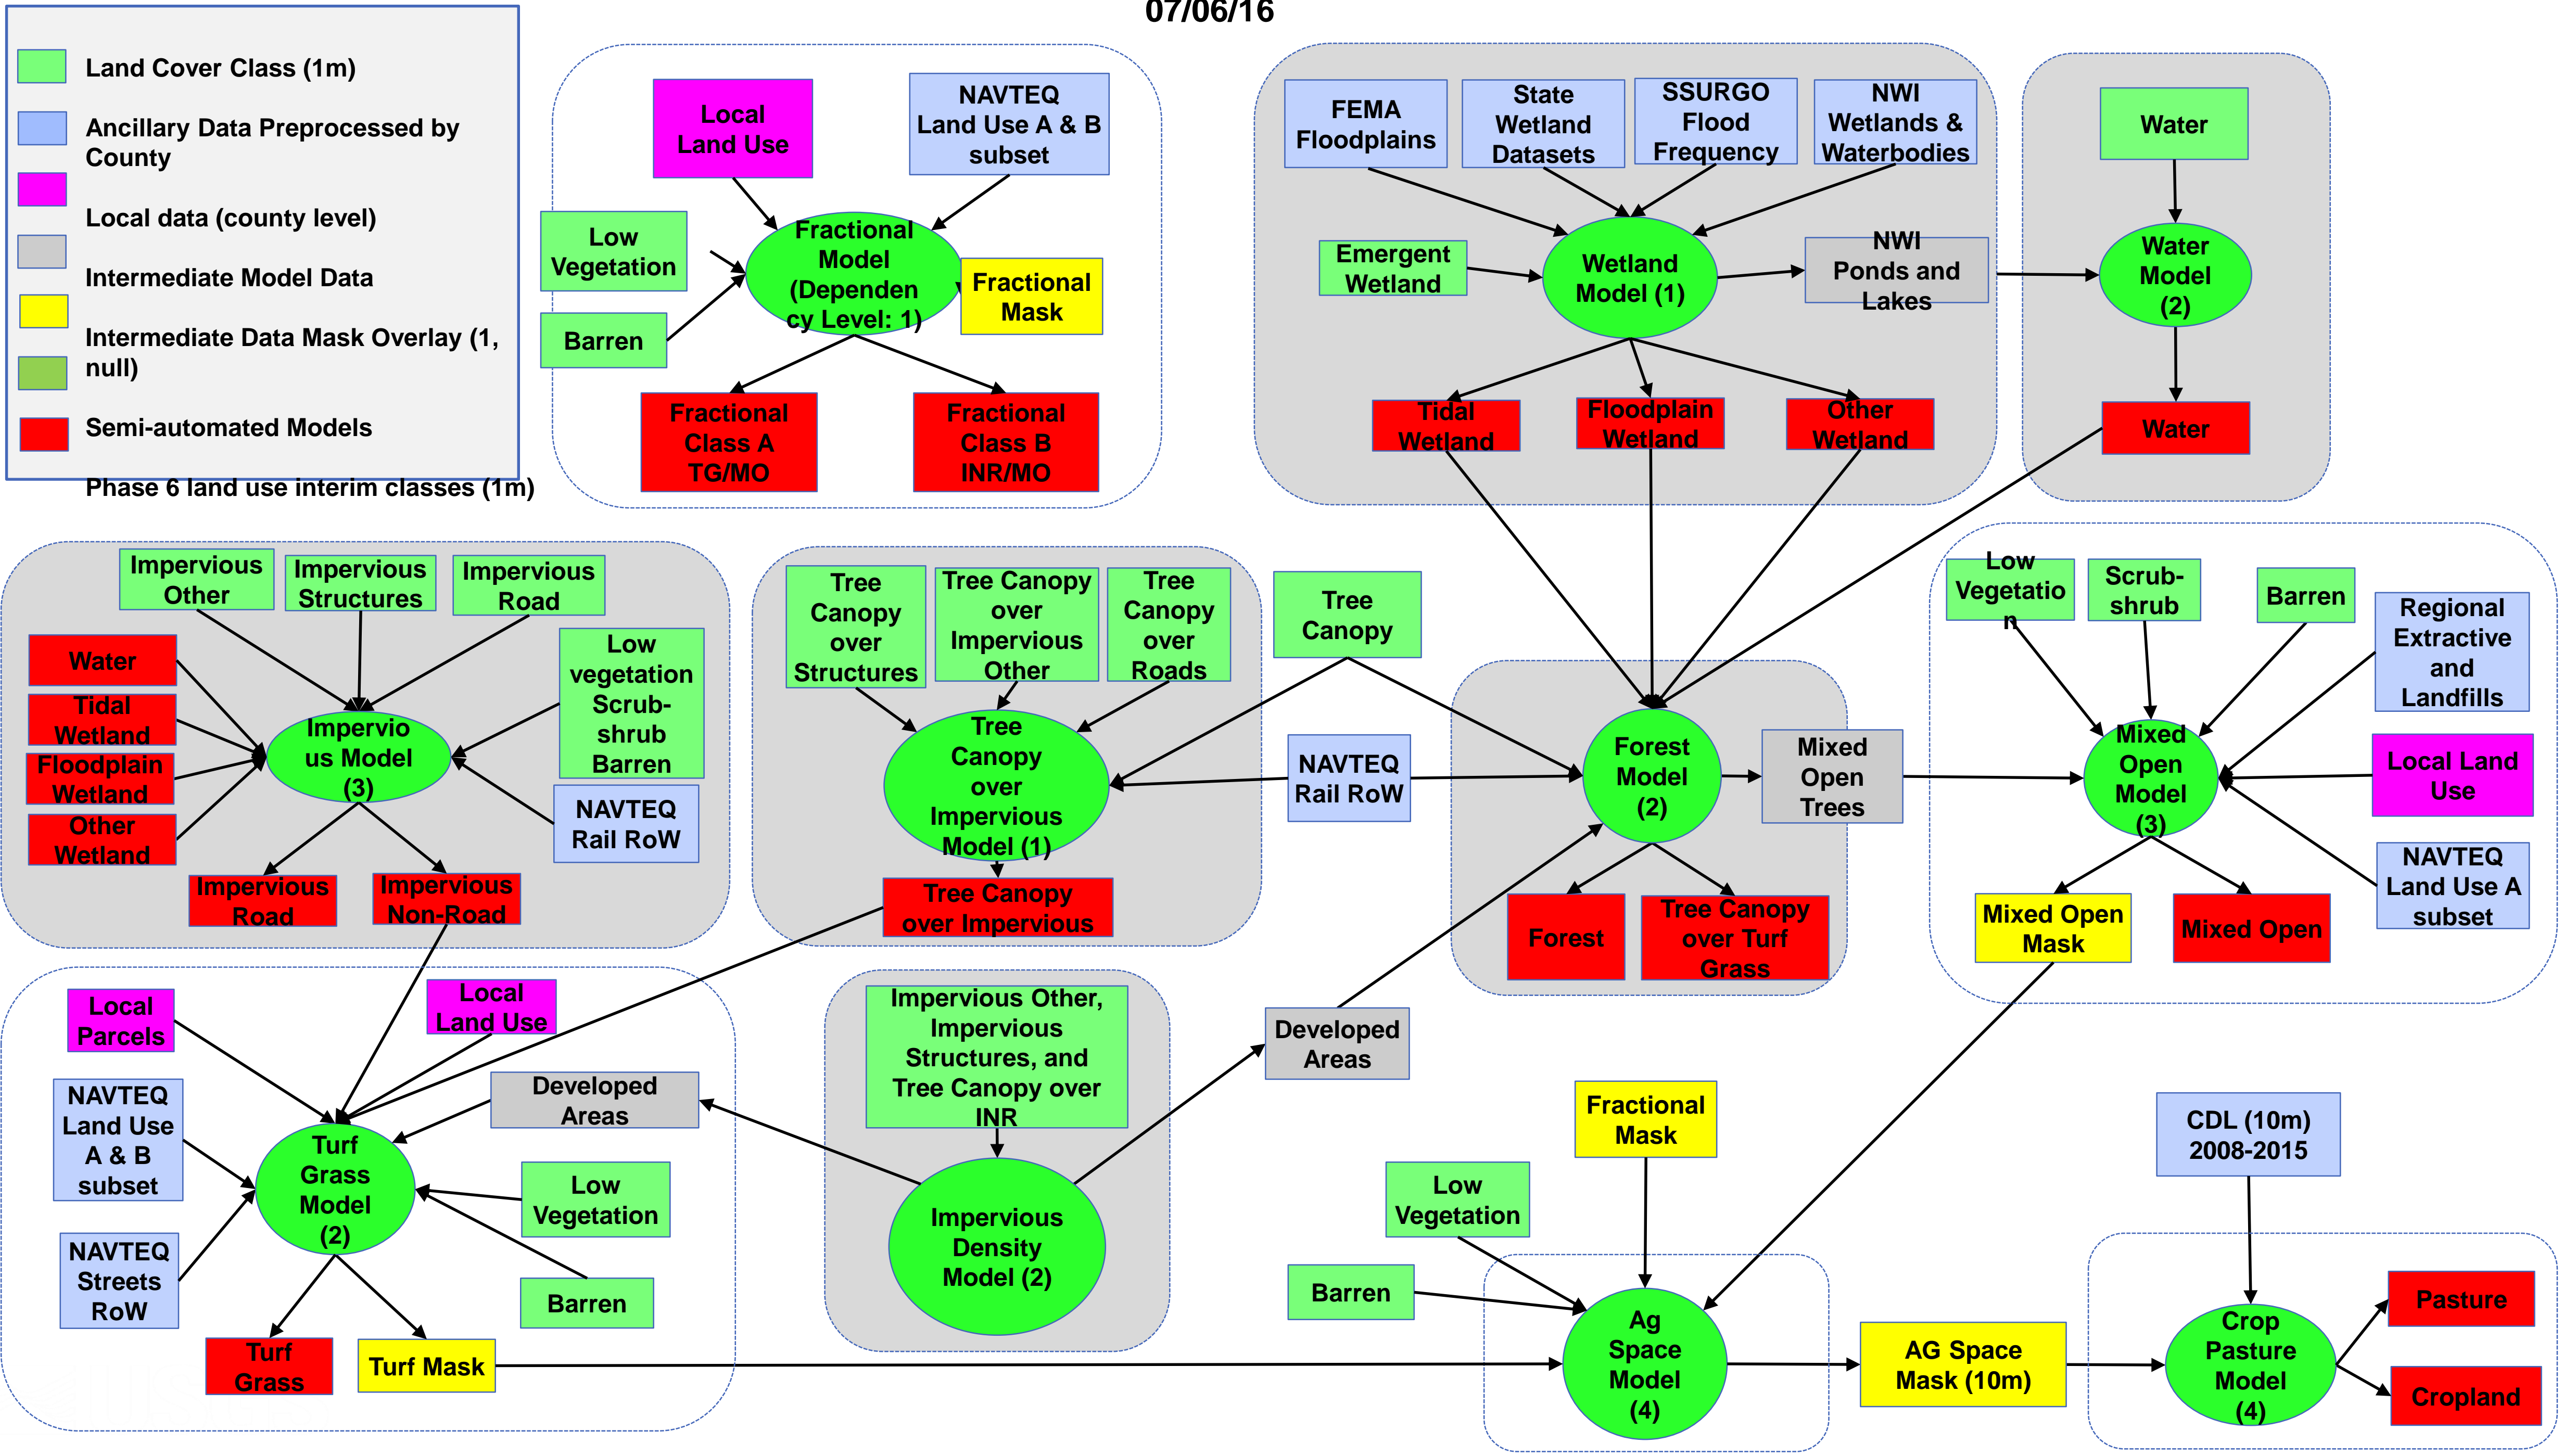 07/06/16
Land Cover Class (1m)
Ancillary Data Preprocessed by
County
Local data (county level)
Intermediate Model Data
Intermediate Data Mask Overlay (1,
null)
Semi-automated Models
Phase 6 land use interim classes (1m)
Local
Land Use
NAVTEQ
Land Use A & B
subset
Low
Vegetation
Barren
Fractional
Model
(Dependen
cy Level: 1)
Fractional
Mask
Fractional
Class A
TG/MO
Fractional
Class B
INR/MO
FEMA
Floodplains
State
Wetland
Datasets
SSURGO
Flood
Frequency
NWI
Wetlands &
Waterbodies
Emergent
Wetland
Wetland
Model (1)
NWI
Ponds and
Lakes
Tidal
Wetland
Floodplain
Wetland
Other
Wetland
Water
Water
Model
(2)
Water
Impervious
Other
Impervious
Structures
Impervious
Road
Water
Tidal
Wetland
Floodplain
Wetland
Other
Wetland
Impervio
us Model
(3)
Low
vegetation
Scrub-
shrub
Barren
NAVTEQ
Rail RoW
Impervious
Road
Impervious
Non-Road
Tree
Canopy
over
Structures
Tree Canopy
over
Impervious
Other
Tree
Canopy
over
Roads
Tree
Canopy
over
Impervious
Model (1)
Tree Canopy
over Impervious
Tree
Canopy
NAVTEQ
Rail RoW
Forest
Model
(2)
Mixed
Open
Trees
Forest
Tree Canopy
over Turf
Grass
Low
Vegetatio
n
Scrub-
shrub
Barren
Regional
Extractive
and
Landfills
Mixed
Open
Model
(3)
Local Land
Use
NAVTEQ
Land Use A
subset
Mixed Open
Mask
Mixed Open
Local
Parcels
Local
Land Use
NAVTEQ
Land Use
A & B
subset
Developed
Areas
Turf
Grass
Model
(2)
Low
Vegetation
NAVTEQ
Streets
RoW
Barren
Turf
Grass
Turf Mask
Impervious Other,
Impervious
Structures, and
Tree Canopy over
INR
Impervious
Density
Model (2)
Developed
Areas
Fractional
Mask
Low
Vegetation
Barren
Ag
Space
Model
(4)
AG Space
Mask (10m)
CDL (10m)
2008-2015
Crop
Pasture
Model
(4)
Pasture
Cropland